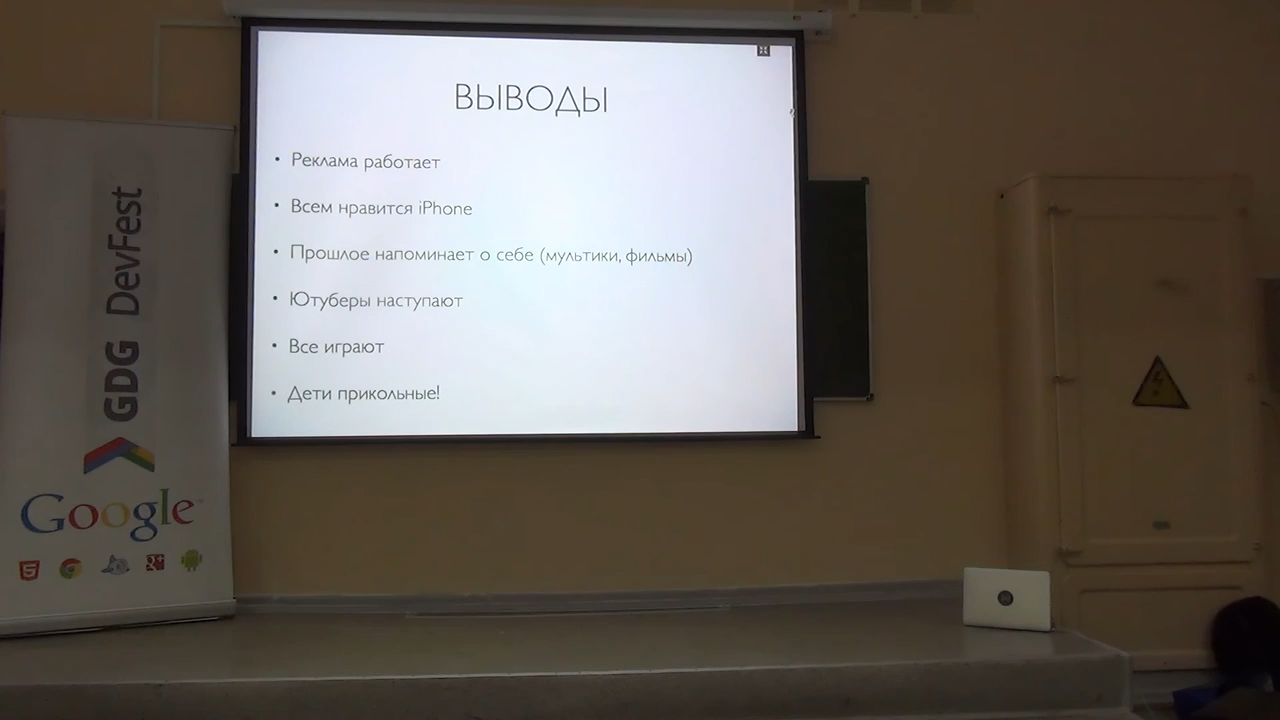 ВЫВОДЫ
• Реклама работает
• Всем нравится iPhone
• Прошлое напоминает о себе (мультики, фильмы)
• Ютуберы наступают
• Все играют
• Дети прикольные!
GDG DevFest
Google™
g+